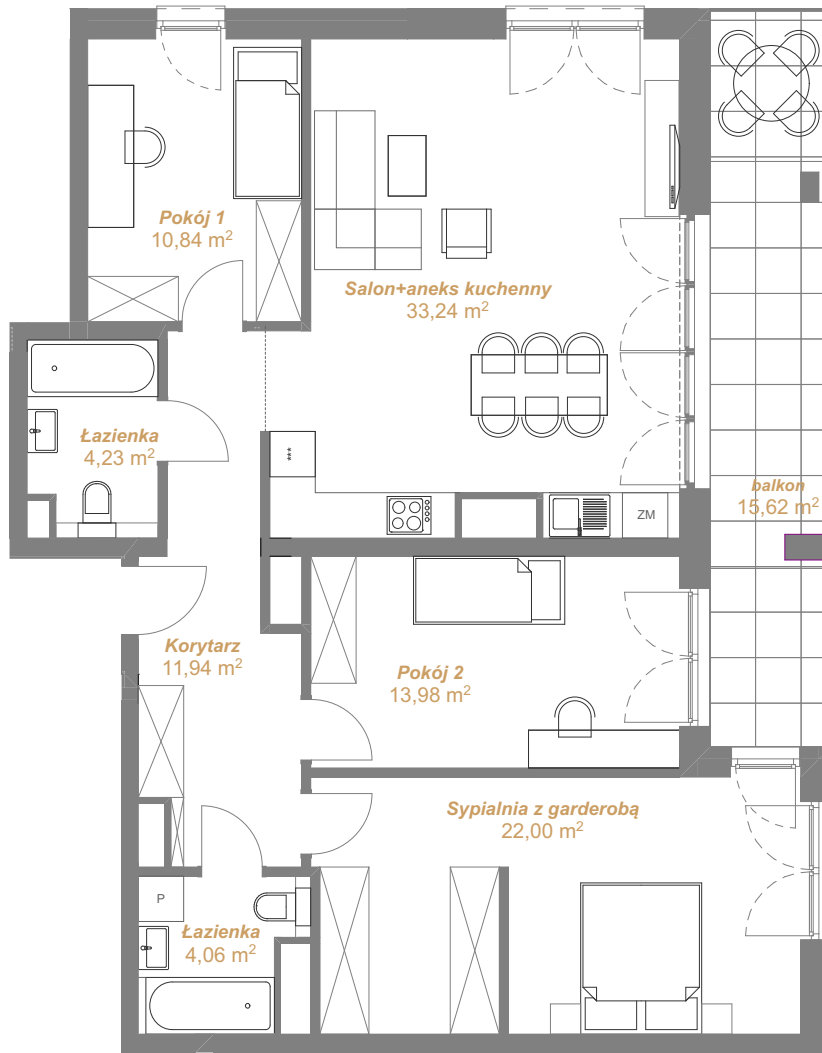 Pokój 1
10,84 m²
Salon+aneks kuchenny
33,24 m²
Łazienka
4,23 m²
***
ZM
balkon
15,62 m²
Korytarz
11,94 m²
Pokój 2
13,98 m²
Sypialnia z garderobą
22,00 m²
P
Łazienka
4,06 m²